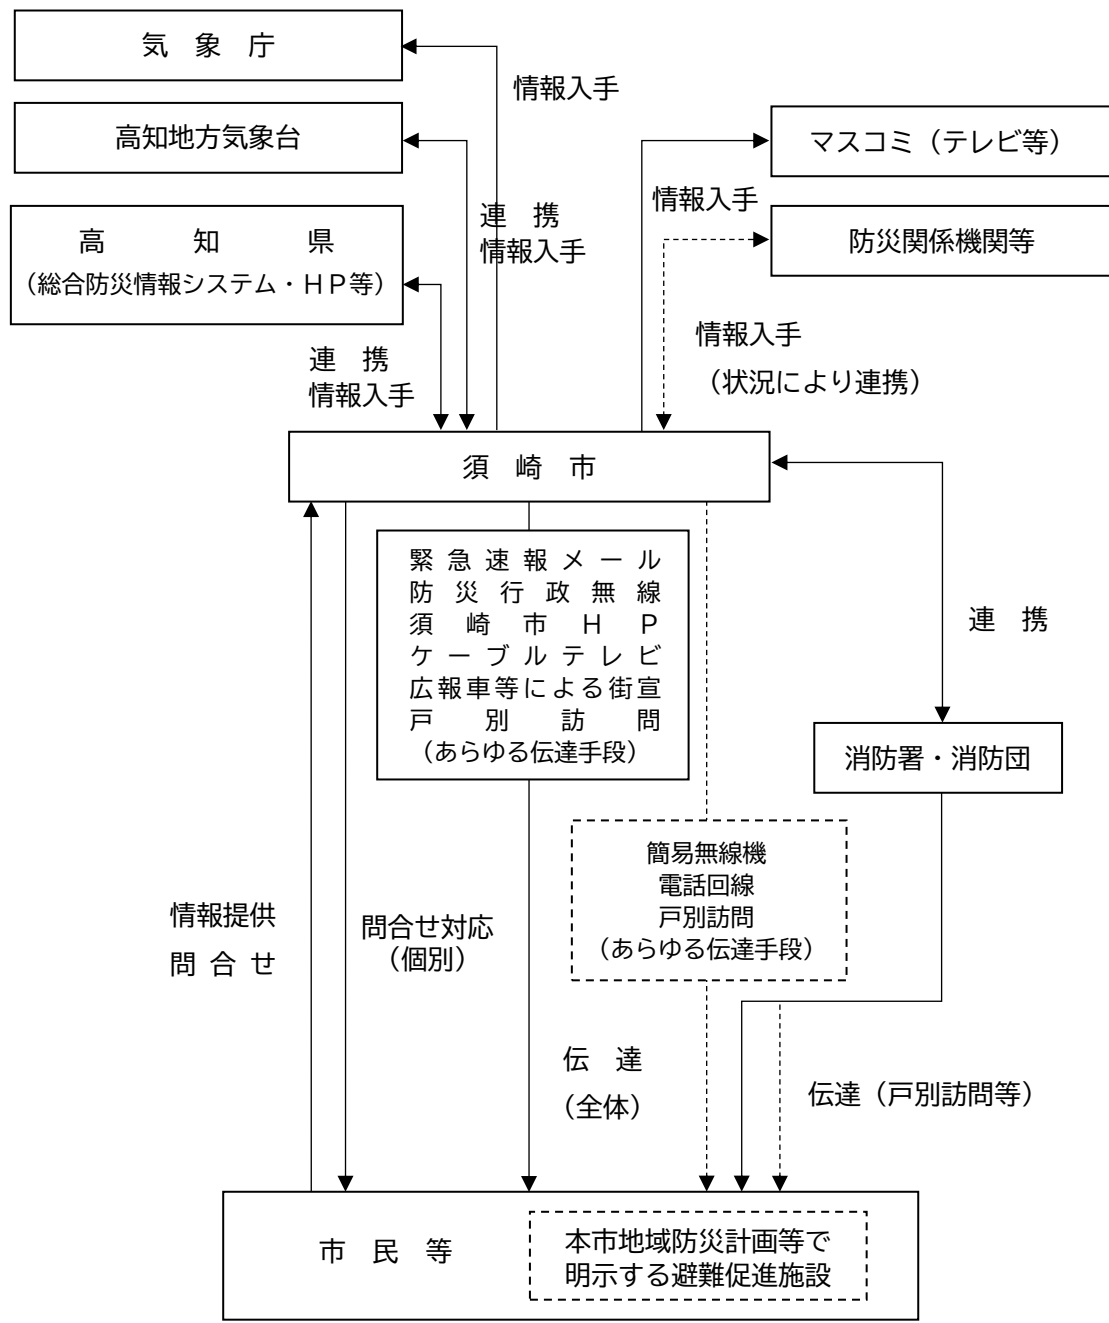 気　象　庁
情報入手
高知地方気象台
マスコミ（テレビ等）
連　携
情報入手
情報入手
高　知　県
（総合防災情報システム・ＨＰ等）
防災関係機関等
連　携
情報入手
情報入手
（状況により連携）
須　崎　市
緊急速報メール
防災行政無線
須崎市ＨＰ
ケーブルテレビ
広報車等による街宣
戸別訪問
（あらゆる伝達手段）
連　携
消防署・消防団
簡易無線機
電話回線
戸別訪問
（あらゆる伝達手段）
情報提供
問合せ
問合せ対応
（個別）
伝　達
（全体）
伝達（戸別訪問等）
市　民　等
本市地域防災計画等で
明示する避難促進施設